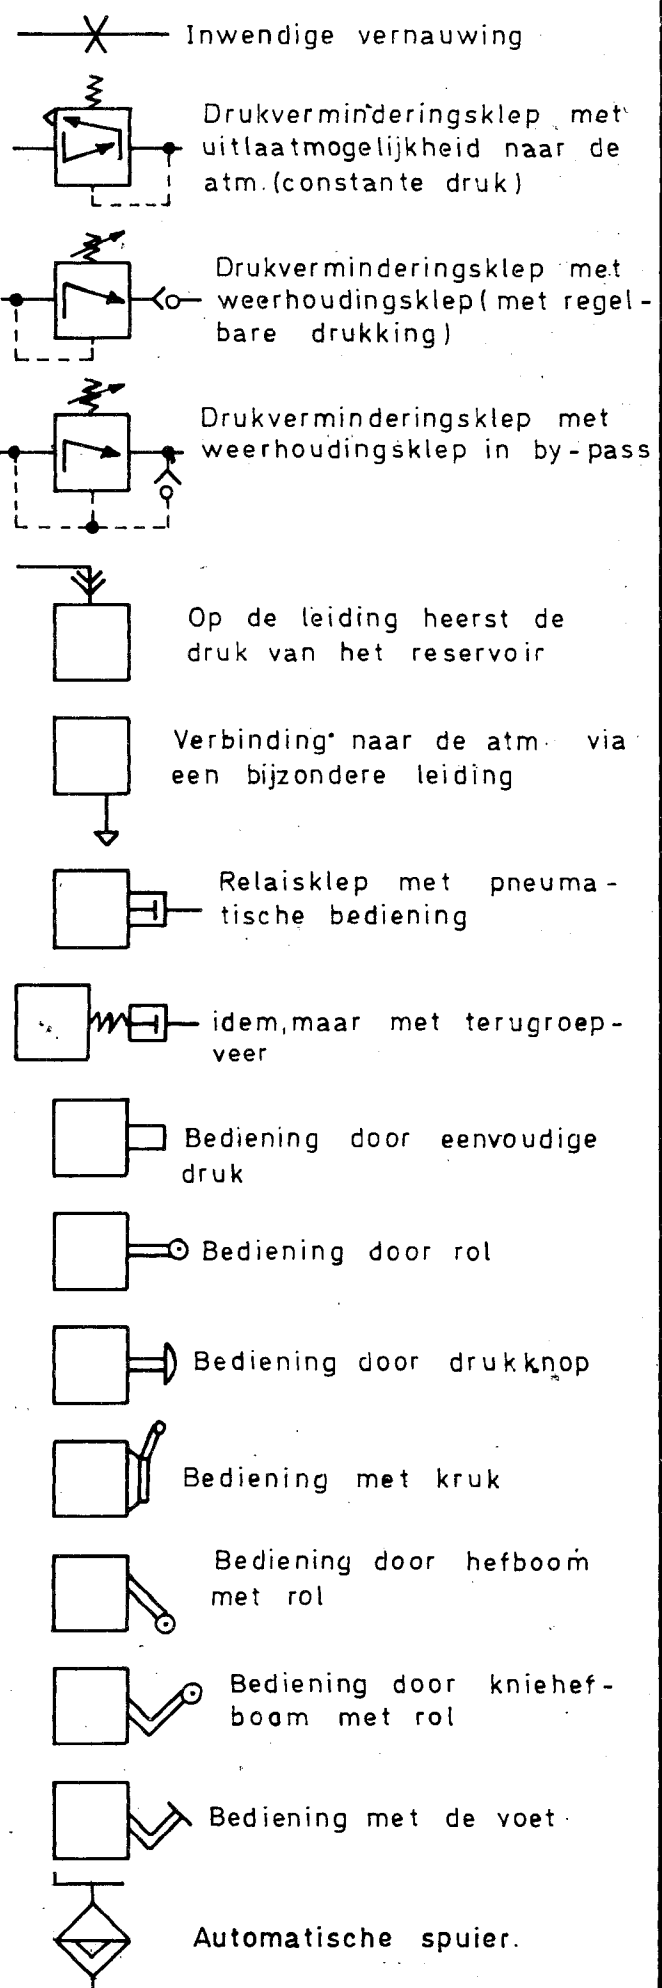 Inwendige vernauwing
Drukverminderingsklep met
uitlaatmogelijkheid naar de
atm.(constante druk)
Drukverminderingsklep met
weerhoudingsklep(met regel-
bare drukking)
Drukverminderingsklep met
weerhoudingsklep in by-pass
Op de leiding heerst de
druk van het reservoir
Verbinding naar de atm. via
een bijzondere leiding
Relaisklep met pneuma-
tische bediening
idem,maar met terugroep-
veer
Bediening door eenvoudige
druk
Bediening door rol
Bediening door drukknop
Bediening met kruk
Bediening door hefboom
met rol
Bediening door kniehef-
boom met rol
Bediening met de voet
Automatische spuier.